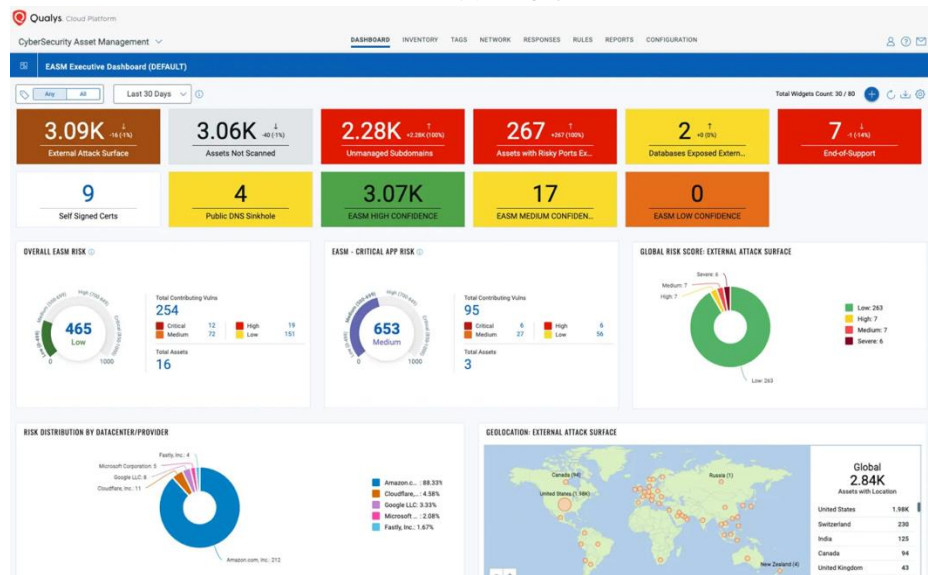 Qualys. Cloud Platform
CyberSecurity Asset Management
DASHBOARD INVENTORY TAGS NETWORK RESPONSES RULES REPORTS CONFIGURATION
EASM Executive Dashboard (DEFAULT)
Any All Last 30 Days
Total Widgets Count: 30 / 80
3.09K -16 (-1%)
External Attack Surface
3.06K -40 (-1%)
Assets Not Scanned
2.28K +2.28K (100%)
Unmanaged Subdomains
267 +267 (100%)
Assets with Risky Ports Ex...
2 +0 (0%)
Databases Exposed Extern...
7 -1 (-14%)
End-of-Support
9
Self Signed Certs
4
Public DNS Sinkhole
3.07K
EASM HIGH CONFIDENCE
17
EASM MEDIUM CONFIDEN...
0
EASM LOW CONFIDENCE
OVERALL EASM RISK
465
Low
0 1000
Total Contributing Vulns
254
Critical 12 High 19
Medium 72 Low 151
Total Assets
16
EASM - CRITICAL APP RISK
653
Medium
0 1000
Total Contributing Vulns
95
Critical 6 High 6
Medium 27 Low 56
Total Assets
3
GLOBAL RISK SCORE: EXTERNAL ATTACK SURFACE
Severe: 6
Medium: 7
High: 7
Low: 263
Low: 263
High: 7
Medium: 7
Severe: 6
RISK DISTRIBUTION BY DATACENTER/PROVIDER
Fastly, Inc.: 4
Microsoft Corporation: 5
Google LLC: 8
Cloudflare, Inc.: 11
Amazon.com, Inc.: 212
Amazon.c... : 88.33%
Cloudflare,... : 4.58%
Google LLC: 3.33%
Microsoft ... : 2.08%
Fastly, Inc.: 1.67%
GEOLOCATION: EXTERNAL ATTACK SURFACE
Canada (94)
Russia (1)
United States (1.98K)
New Zealand (4)
Global
2.84K
Assets with Location
United States 1.98K
Switzerland 230
India 125
Canada 94
United Kingdom 43